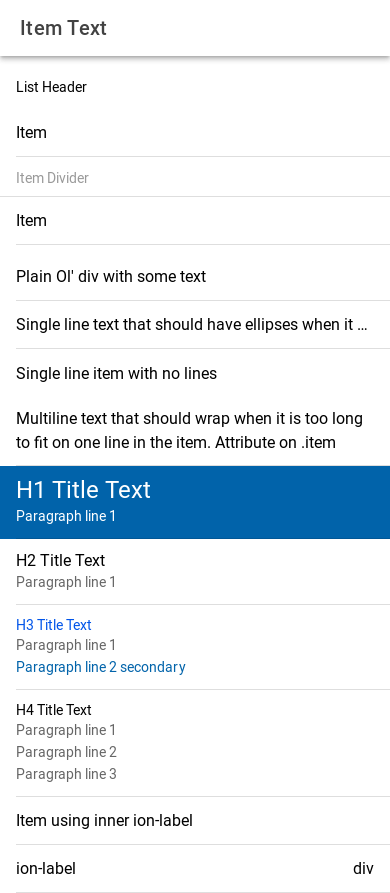 Item Text
List Header
Item
Item Divider
Item
Plain Ol' div with some text
Single line text that should have ellipses when it …
Single line item with no lines
Multiline text that should wrap when it is too long
to fit on one line in the item. Attribute on .item
H1 Title Text
Paragraph line 1
H2 Title Text
Paragraph line 1
H3 Title Text
Paragraph line 1
Paragraph line 2 secondary
H4 Title Text
Paragraph line 1
Paragraph line 2
Paragraph line 3
Item using inner ion-label
ion-label div